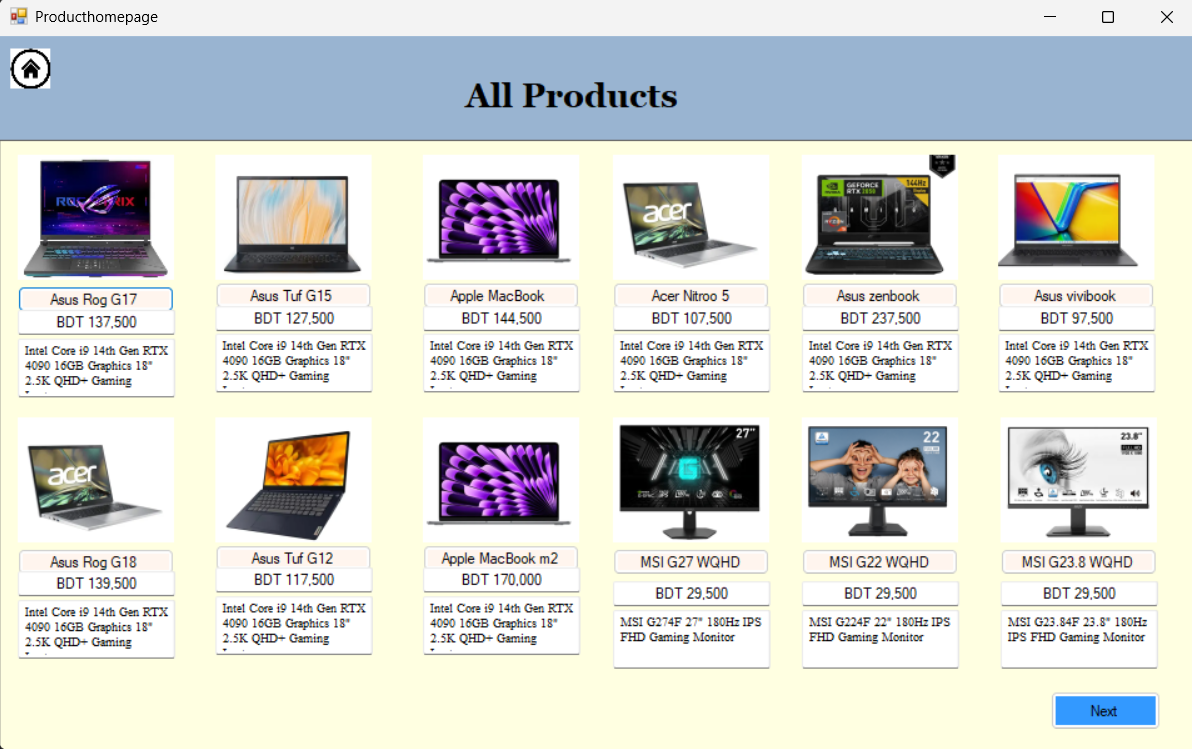 Producthomepage
All Products
Asus Rog G17
BDT 137,500
Intel Core i9 14th Gen RTX
4090 16GB Graphics 18"
2.5K QHD+ Gaming
Asus Tuf G15
BDT 127,500
Intel Core i9 14th Gen RTX
4090 16GB Graphics 18"
2.5K QHD+ Gaming
Apple MacBook
BDT 144,500
Intel Core i9 14th Gen RTX
4090 16GB Graphics 18"
2.5K QHD+ Gaming
acer
Acer Nitroo 5
BDT 107,500
Intel Core i9 14th Gen RTX
4090 16GB Graphics 18"
2.5K QHD+ Gaming
GEFORCE
RTX 2050
144Hz
RYZEN
Asus zenbook
BDT 237,500
Intel Core i9 14th Gen RTX
4090 16GB Graphics 18"
2.5K QHD+ Gaming
Asus vivibook
BDT 97,500
Intel Core i9 14th Gen RTX
4090 16GB Graphics 18"
2.5K QHD+ Gaming
acer
Asus Rog G18
BDT 139,500
Intel Core i9 14th Gen RTX
4090 16GB Graphics 18"
2.5K QHD+ Gaming
Asus Tuf G12
BDT 117,500
Intel Core i9 14th Gen RTX
4090 16GB Graphics 18"
2.5K QHD+ Gaming
Apple MacBook m2
BDT 170,000
Intel Core i9 14th Gen RTX
4090 16GB Graphics 18"
2.5K QHD+ Gaming
27"
MSI G27 WQHD
BDT 29,500
MSI G274F 27" 180Hz IPS
FHD Gaming Monitor
22
MSI G22 WQHD
BDT 29,500
MSI G224F 22" 180Hz IPS
FHD Gaming Monitor
23.8"
MSI G23.8 WQHD
BDT 29,500
MSI G23.84F 23.8" 180Hz
IPS FHD Gaming Monitor
Next